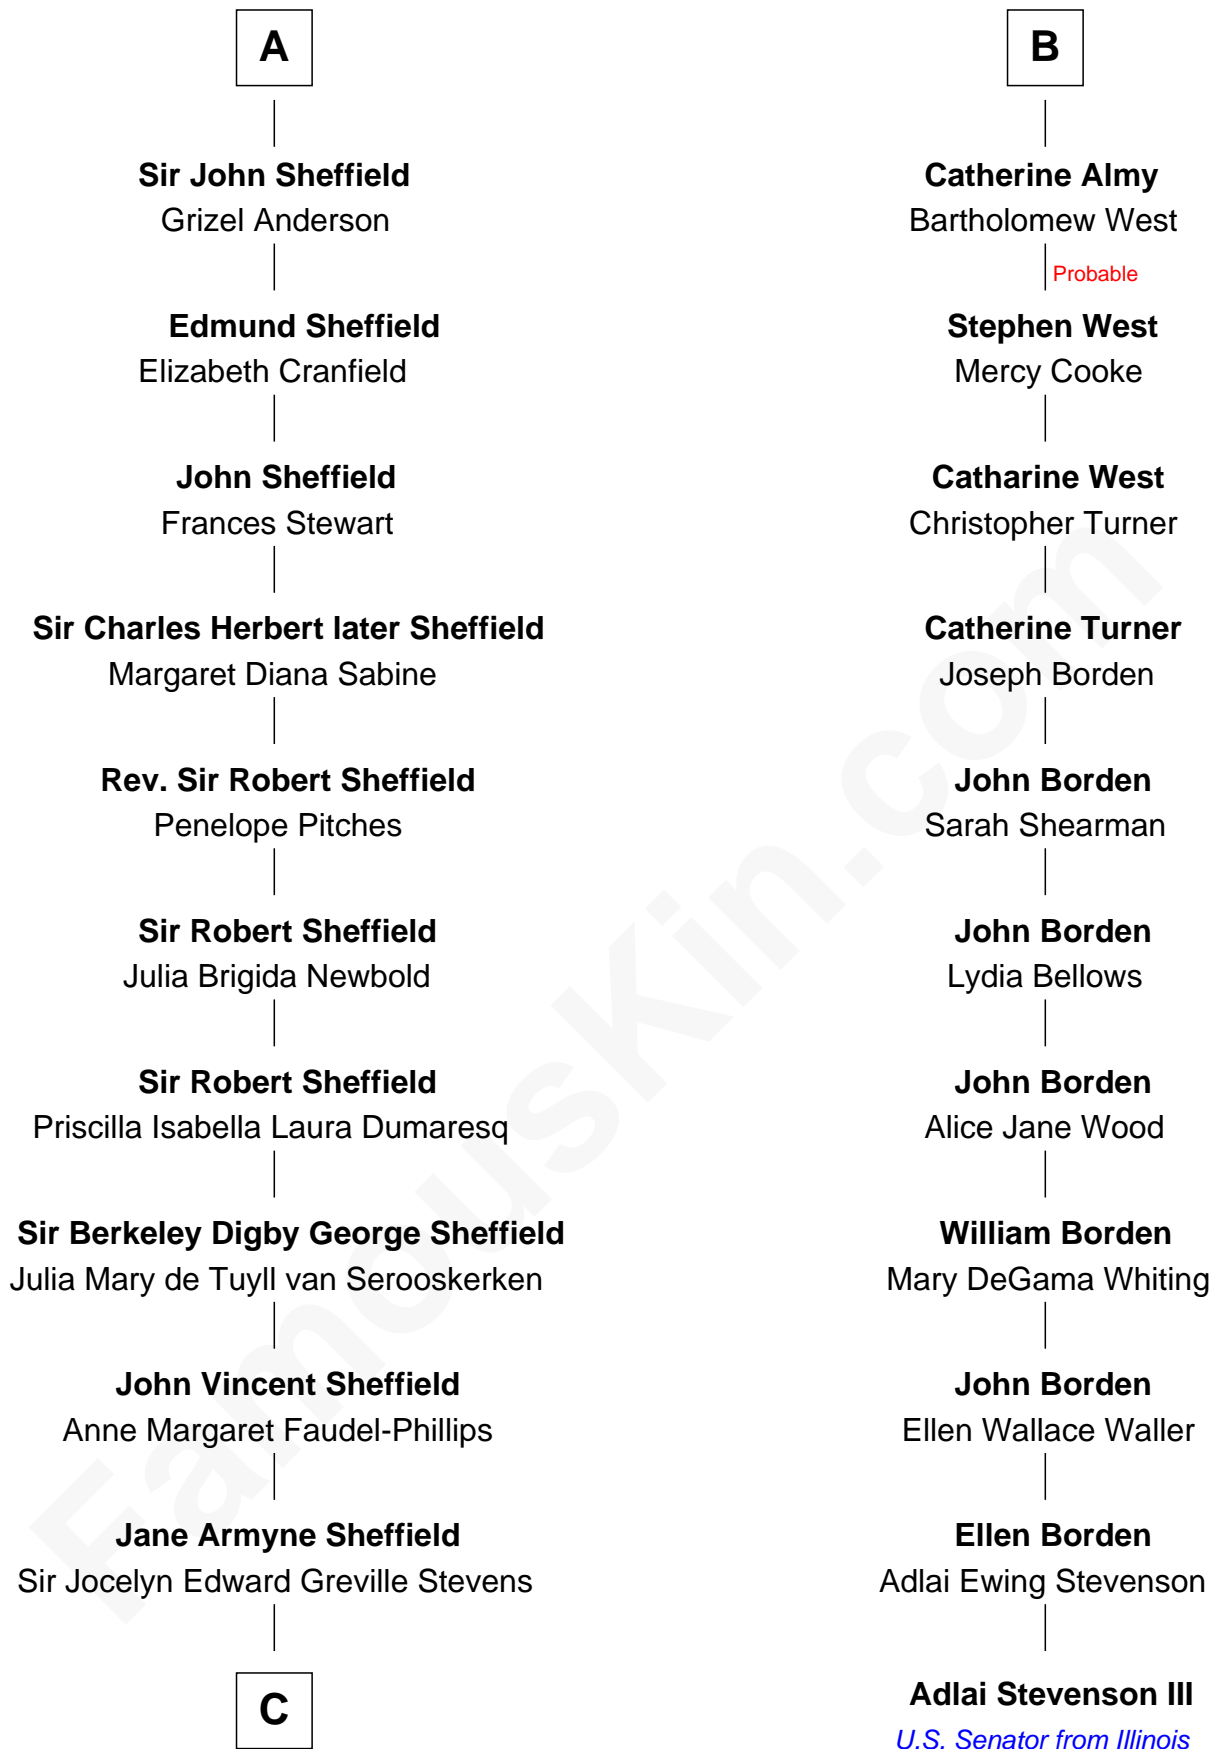 A
Sir John Sheffield
Grizel Anderson
Edmund Sheffield
Elizabeth Cranfield
John Sheffield
Frances Stewart
Sir Charles Herbert later Sheffield
Margaret Diana Sabine
Rev. Sir Robert Sheffield
Penelope Pitches
Sir Robert Sheffield
Julia Brigida Newbold
Sir Robert Sheffield
Priscilla Isabella Laura Dumaresq
Sir Berkeley Digby George Sheffield
Julia Mary de Tuyll van Serooskerken
John Vincent Sheffield
Anne Margaret Faudel-Phillips
Jane Armyne Sheffield
Sir Jocelyn Edward Greville Stevens
C
B
Catherine Almy
Bartholomew West
Probable
Stephen West
Mercy Cooke
Catharine West
Christopher Turner
Catherine Turner
Joseph Borden
John Borden
Sarah Shearman
John Borden
Lydia Bellows
John Borden
Alice Jane Wood
William Borden
Mary DeGama Whiting
John Borden
Ellen Wallace Waller
Ellen Borden
Adlai Ewing Stevenson
Adlai Stevenson III
U.S. Senator from Illinois
FamousKin.com